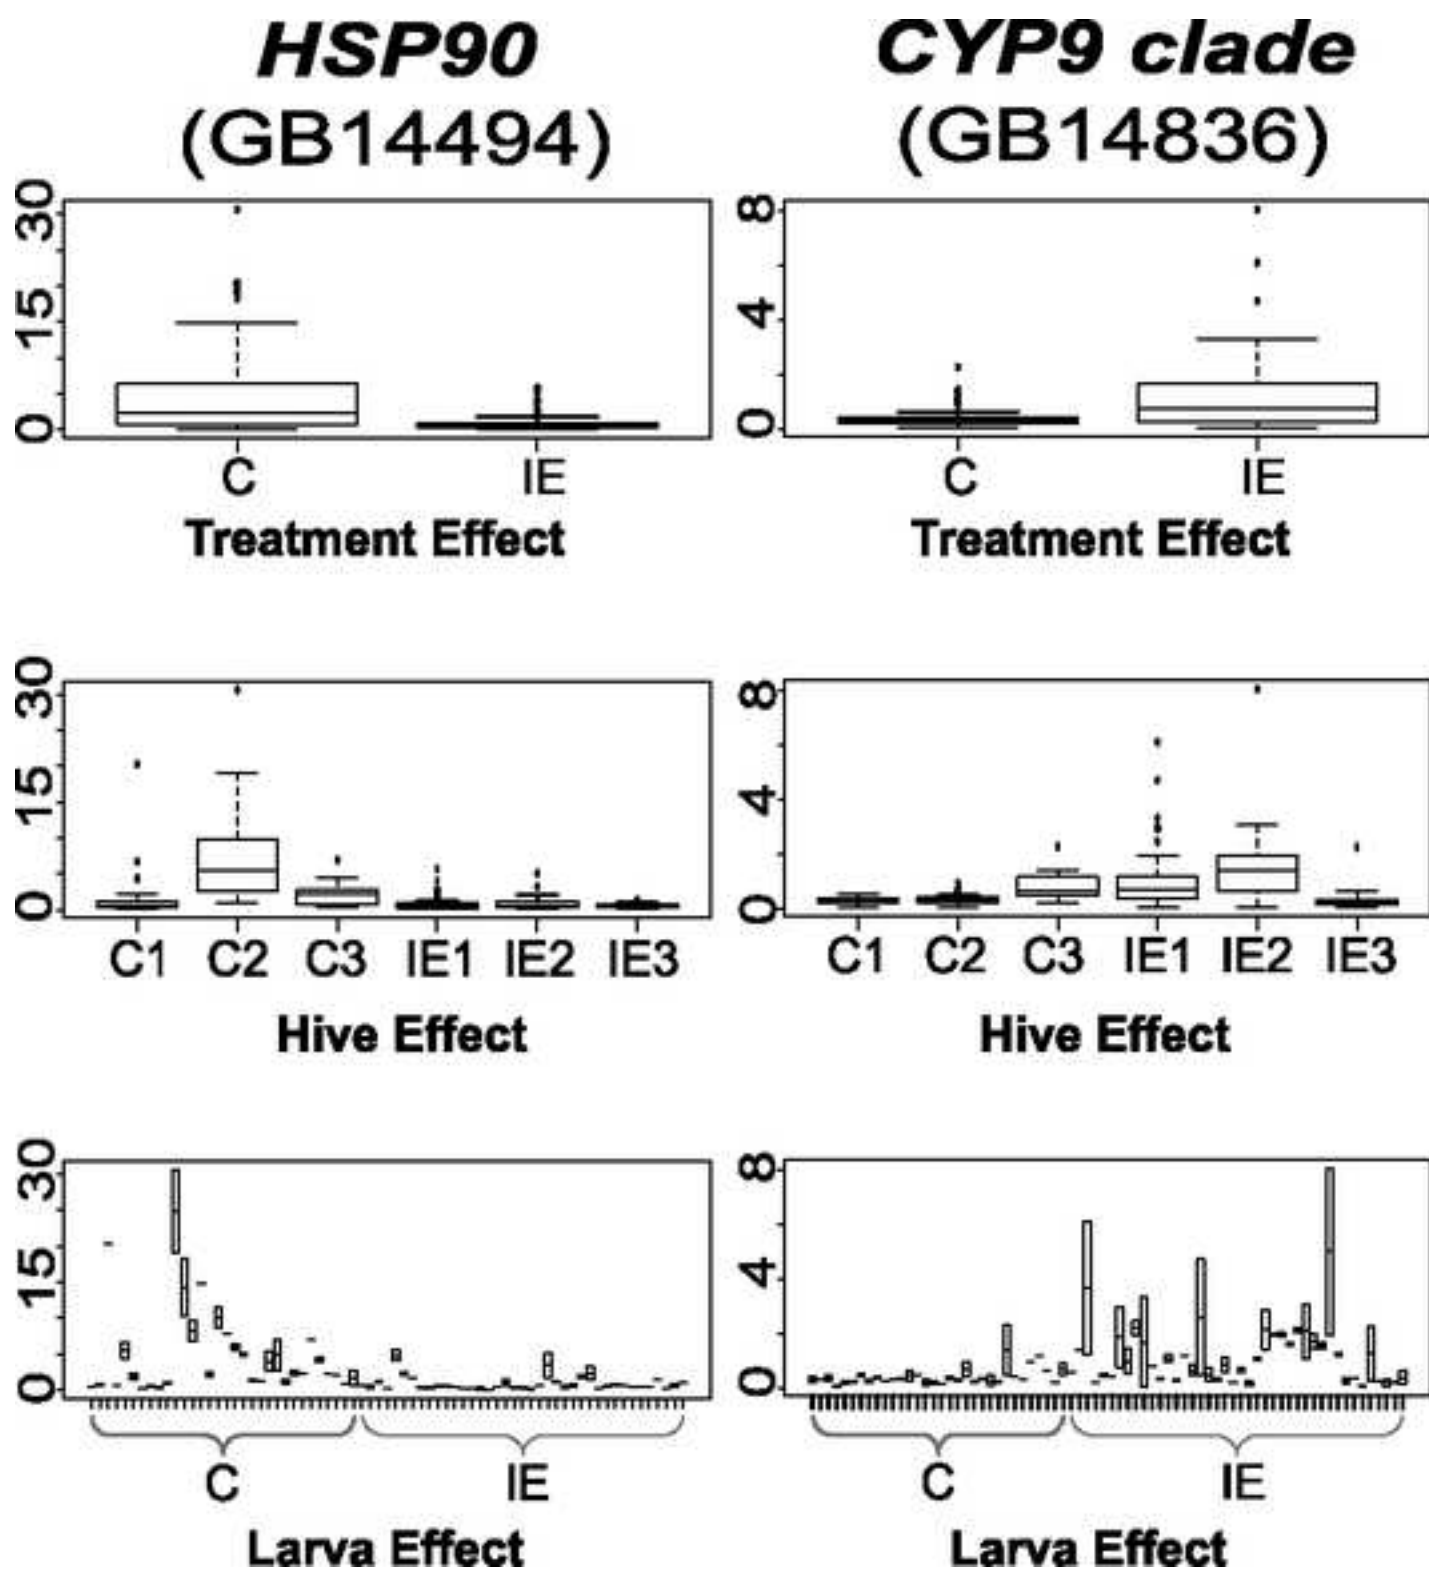 HSP90 CYP9 clade
(GB14494) (GB14836)
30 15 0
8 4 0
C IE
C IE
Treatment Effect Treatment Effect
30 15 0
8 4 0
C1 C2 C3 IE1 IE2 IE3
C1 C2 C3 IE1 IE2 IE3
Hive Effect Hive Effect
30 15 0
8 4 0
C IE
C IE
Larva Effect Larva Effect